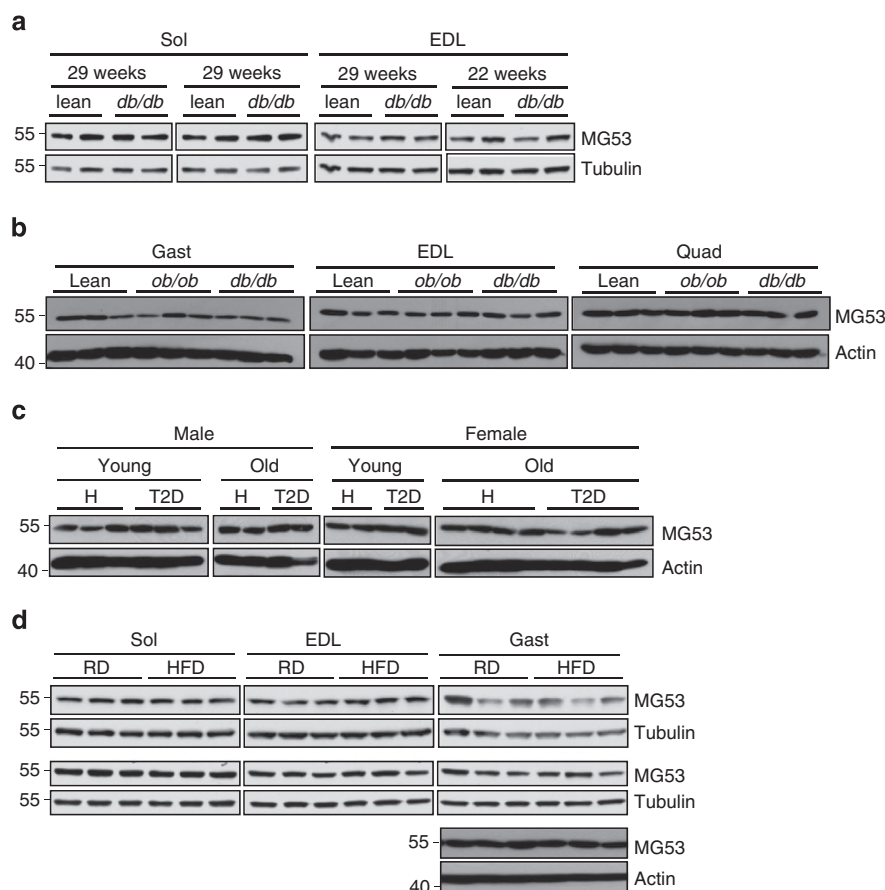 a
Sol EDL
29 weeks 29 weeks 29 weeks 22 weeks
lean db/db lean db/db lean db/db lean db/db
55 MG53
55 Tubulin
b
Gast EDL Quad
Lean ob/ob db/db Lean ob/ob db/db Lean ob/ob db/db
55 MG53
40 Actin
c
Male Female
Young Old Young Old
H T2D H T2D H T2D H T2D
55 MG53
40 Actin
d
Sol EDL Gast
RD HFD RD HFD RD HFD
55 MG53
55 Tubulin
55 MG53
55 Tubulin
55 MG53
40 Actin